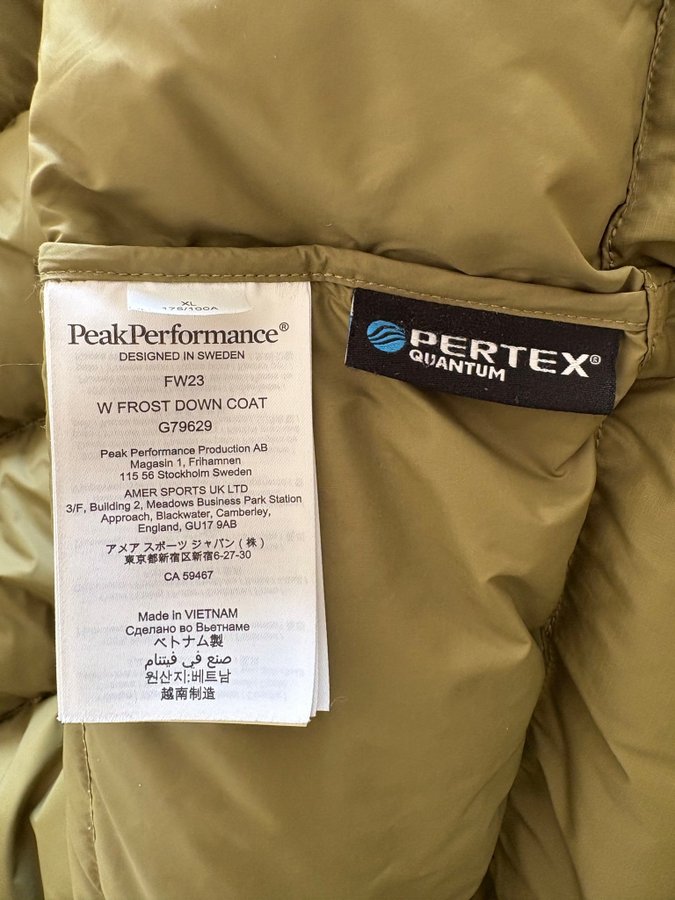 XL
175/100A
PeakPerformance®
DESIGNED IN SWEDEN
FW23
W FROST DOWN COAT
G79629
Peak Performance Production AB
Magasin 1, Frihamnen
115 56 Stockholm Sweden
AMER SPORTS UK LTD
3/F, Building 2, Meadows Business Park Station
Approach, Blackwater, Camberley,
England, GU17 9AB
アメア スポーツ ジャパン ( 株 )
東京都新宿区新宿6-27-30
CA 59467
Made in VIETNAM
Сделано во Вьетнаме
ベトナム製
صنع في فيتنام
원산지:베트남
越南制造
PERTEX®
QUANTUM